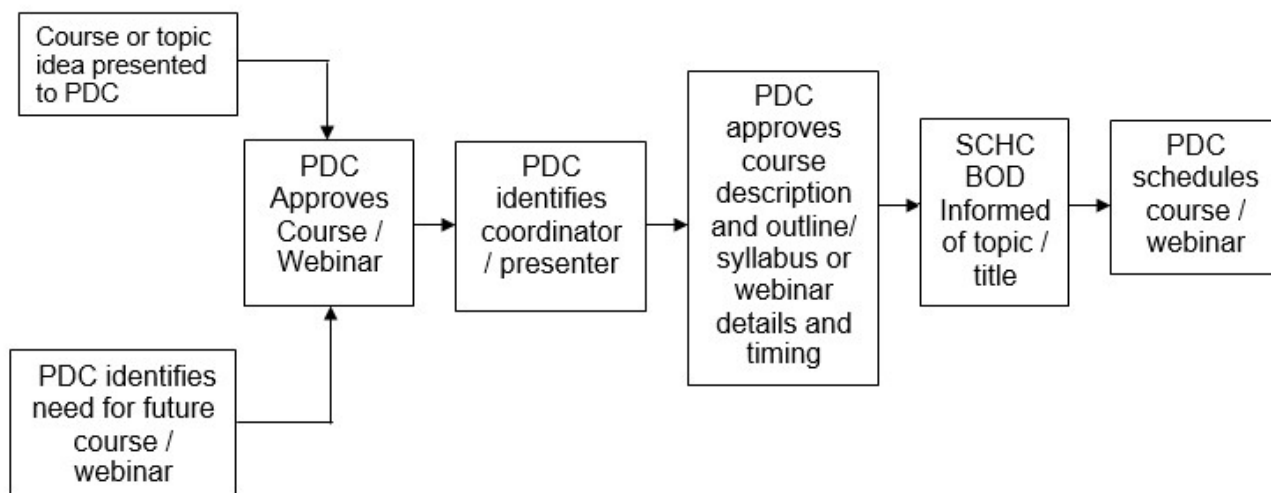 Course or topic
idea presented
to PDC
PDC identifies
need for future
course /
webinar
PDC
Approves
Course /
Webinar
PDC
identifies
coordinator
/ presenter
PDC
approves
course
description
and outline/
syllabus or
webinar
details and
timing
SCHC
BOD
Informed
of topic /
title
PDC
schedules
course /
webinar